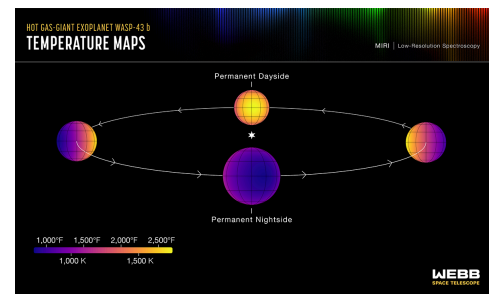 HOT GAS-GIANT EXOPLANET WASP-43 b
TEMPERATURE MAPS
MIRI | Low-Resolution Spectroscopy
Permanent Dayside
Permanent Nightside
1,000°F 1,500°F 2,000°F 2,500°F
1,000 K 1,500 K
WEBB
SPACE TELESCOPE